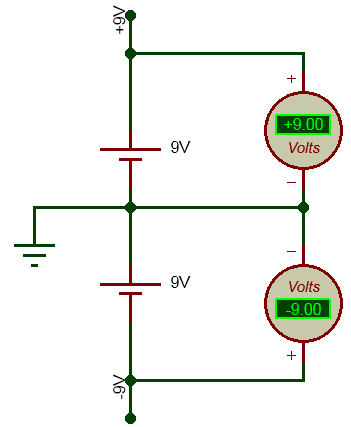 +9V
+
+9.00
Volts
9V
−
−
9V
Volts
-9.00
+
-9V